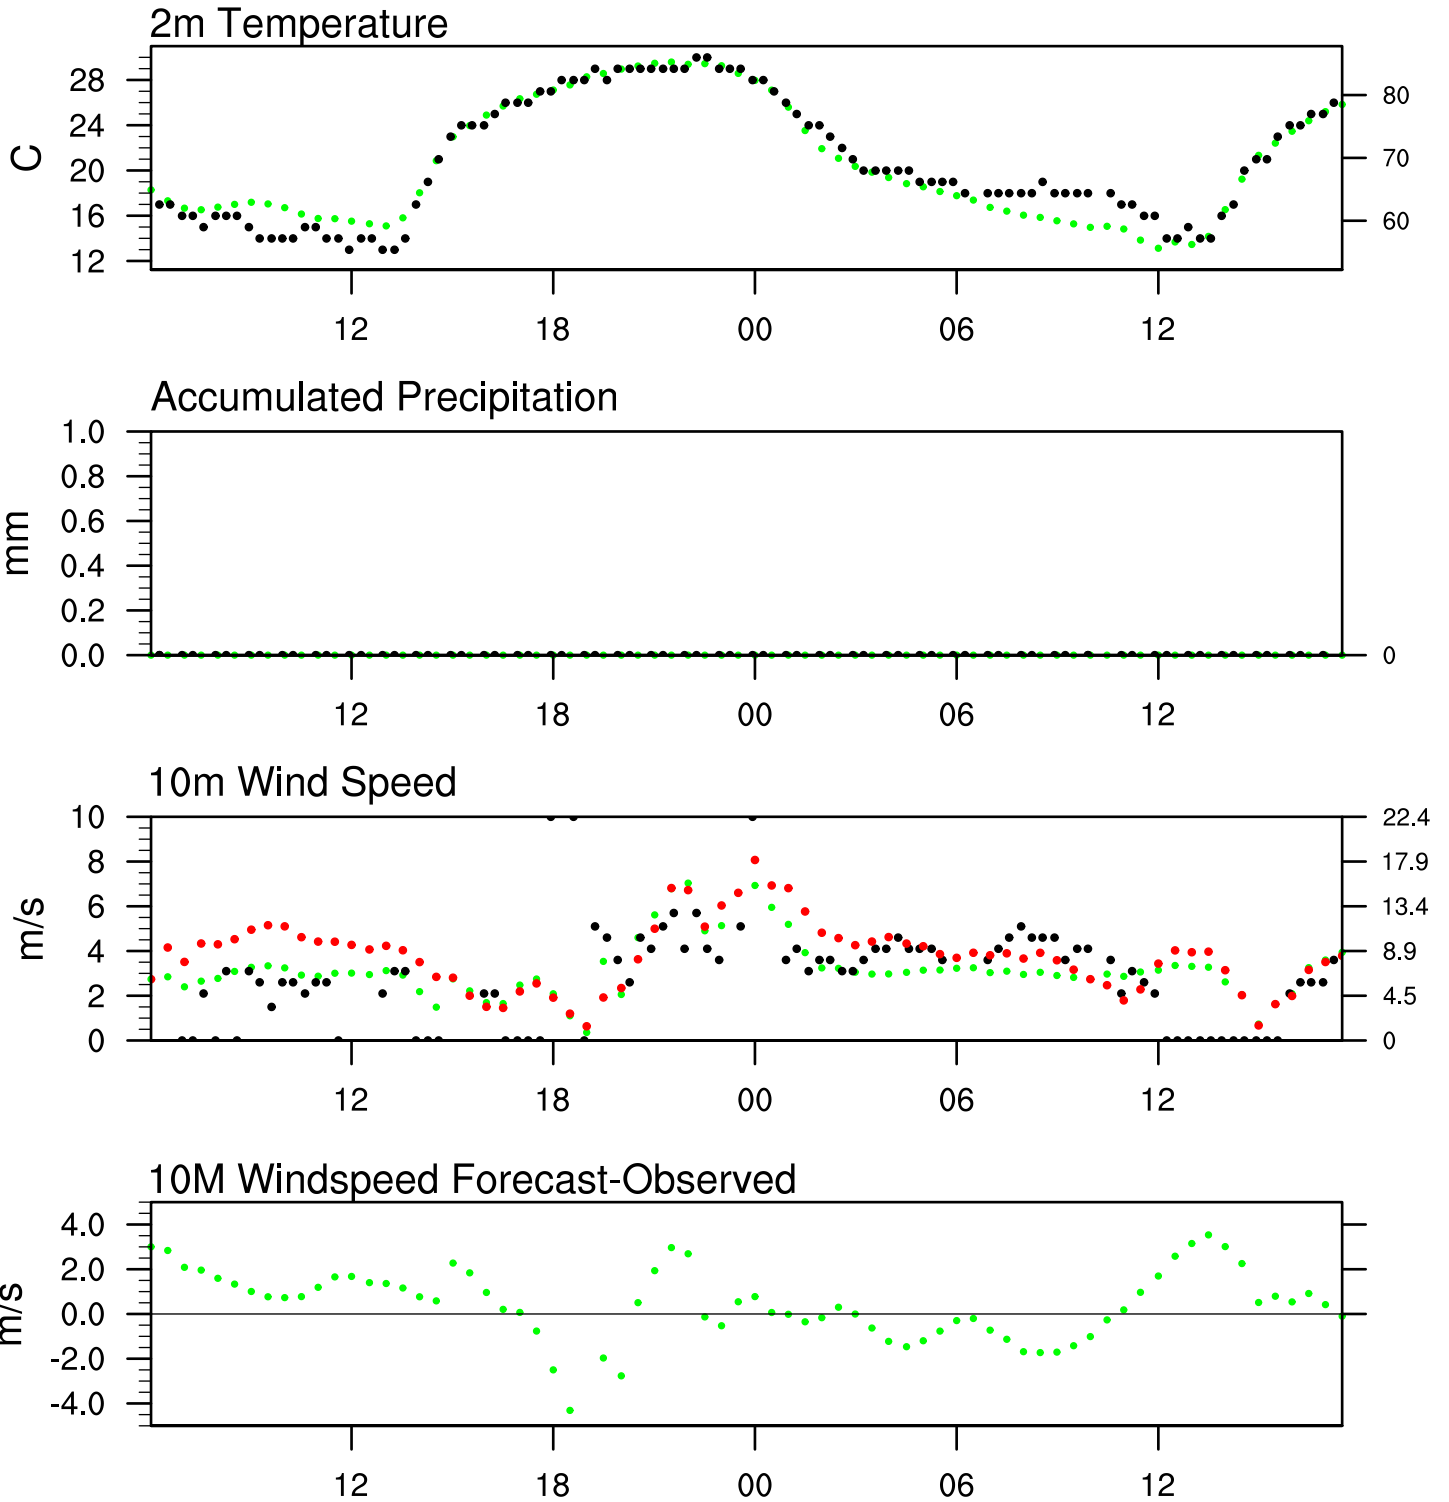 2m Temperature
28
24
20
16
12
C
80
70
60
12 18 00 06 12
Accumulated Precipitation
1.0
0.8
0.6
0.4
0.2
0.0
mm
0
12 18 00 06 12
10m Wind Speed
10
8
6
4
2
0
m/s
22.4
17.9
13.4
8.9
4.5
0
12 18 00 06 12
10M Windspeed Forecast-Observed
4.0
2.0
0.0
-2.0
-4.0
m/s
12 18 00 06 12